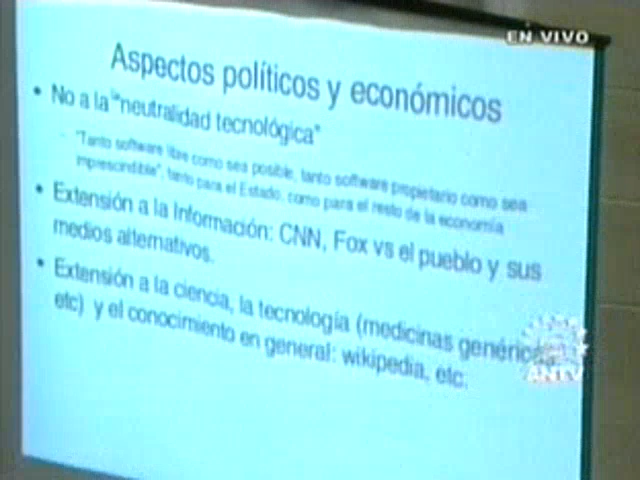 EN VIVO
Aspectos políticos y económicos
• No a la "neutralidad tecnológica"
- "Tanto software libre como sea posible, tanto software propietario como sea
imprescindible", tanto para el Estado, como para el resto de la economía
• Extensión a la Información: CNN, Fox vs el pueblo y sus
medios alternativos.
• Extensión a la ciencia, la tecnología (medicinas genéricas,
etc) y el conocimiento en general: wikipedia, etc.
ANTV